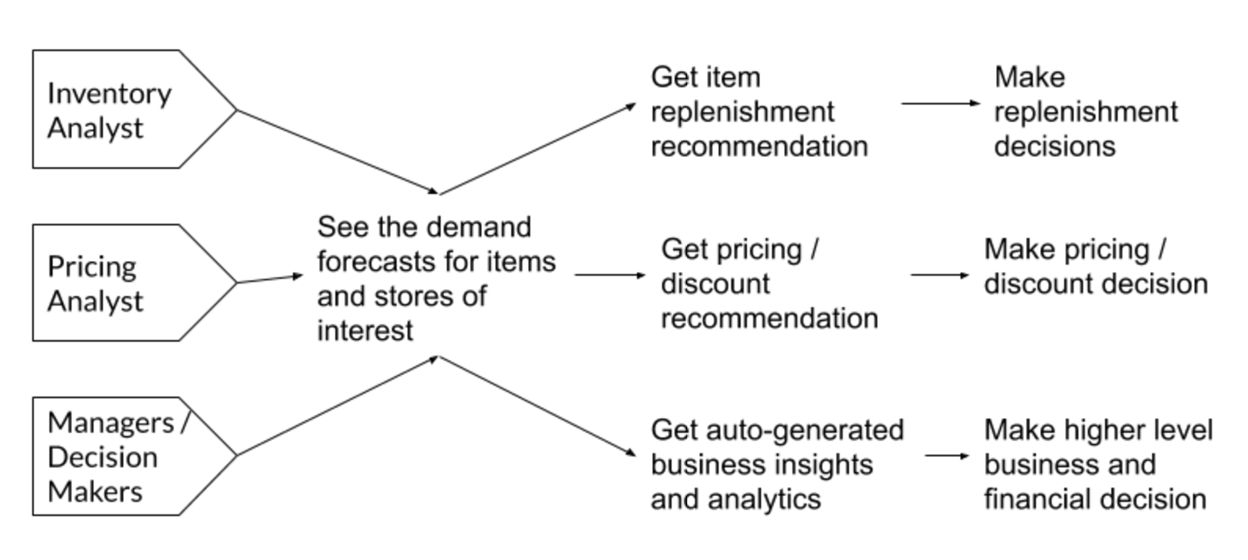 Inventory
Analyst
Get item
replenishment
recommendation
Make
replenishment
decisions
Pricing
Analyst
See the demand
forecasts for items
and stores of
interest
Get pricing /
discount
recommendation
Make pricing /
discount decision
Managers /
Decision
Makers
Get auto-generated
business insights
and analytics
Make higher level
business and
financial decision